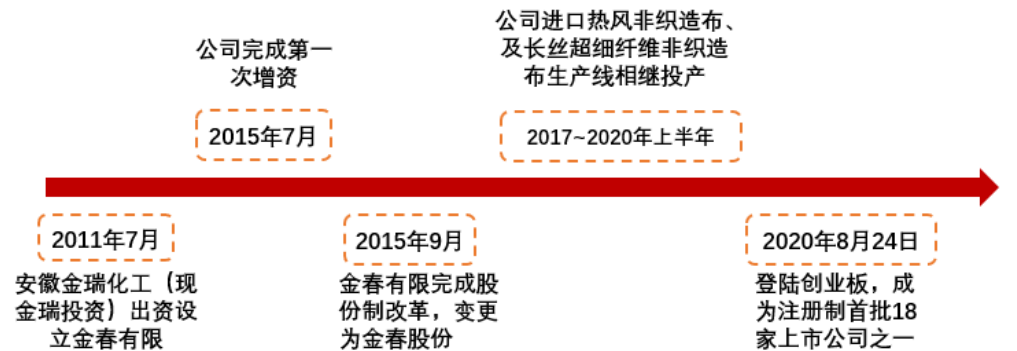 公司完成第一
次增资
2015年7月
公司进口热风非织造布、
及长丝超细纤维非织造
布生产线相继投产
2017~2020年上半年
2011年7月
安徽金瑞化工（现
金瑞投资）出资设
立金春有限
2015年9月
金春有限完成股
份制改革，变更
为金春股份
2020年8月24日
登陆创业板，成
为注册制首批18
家上市公司之一